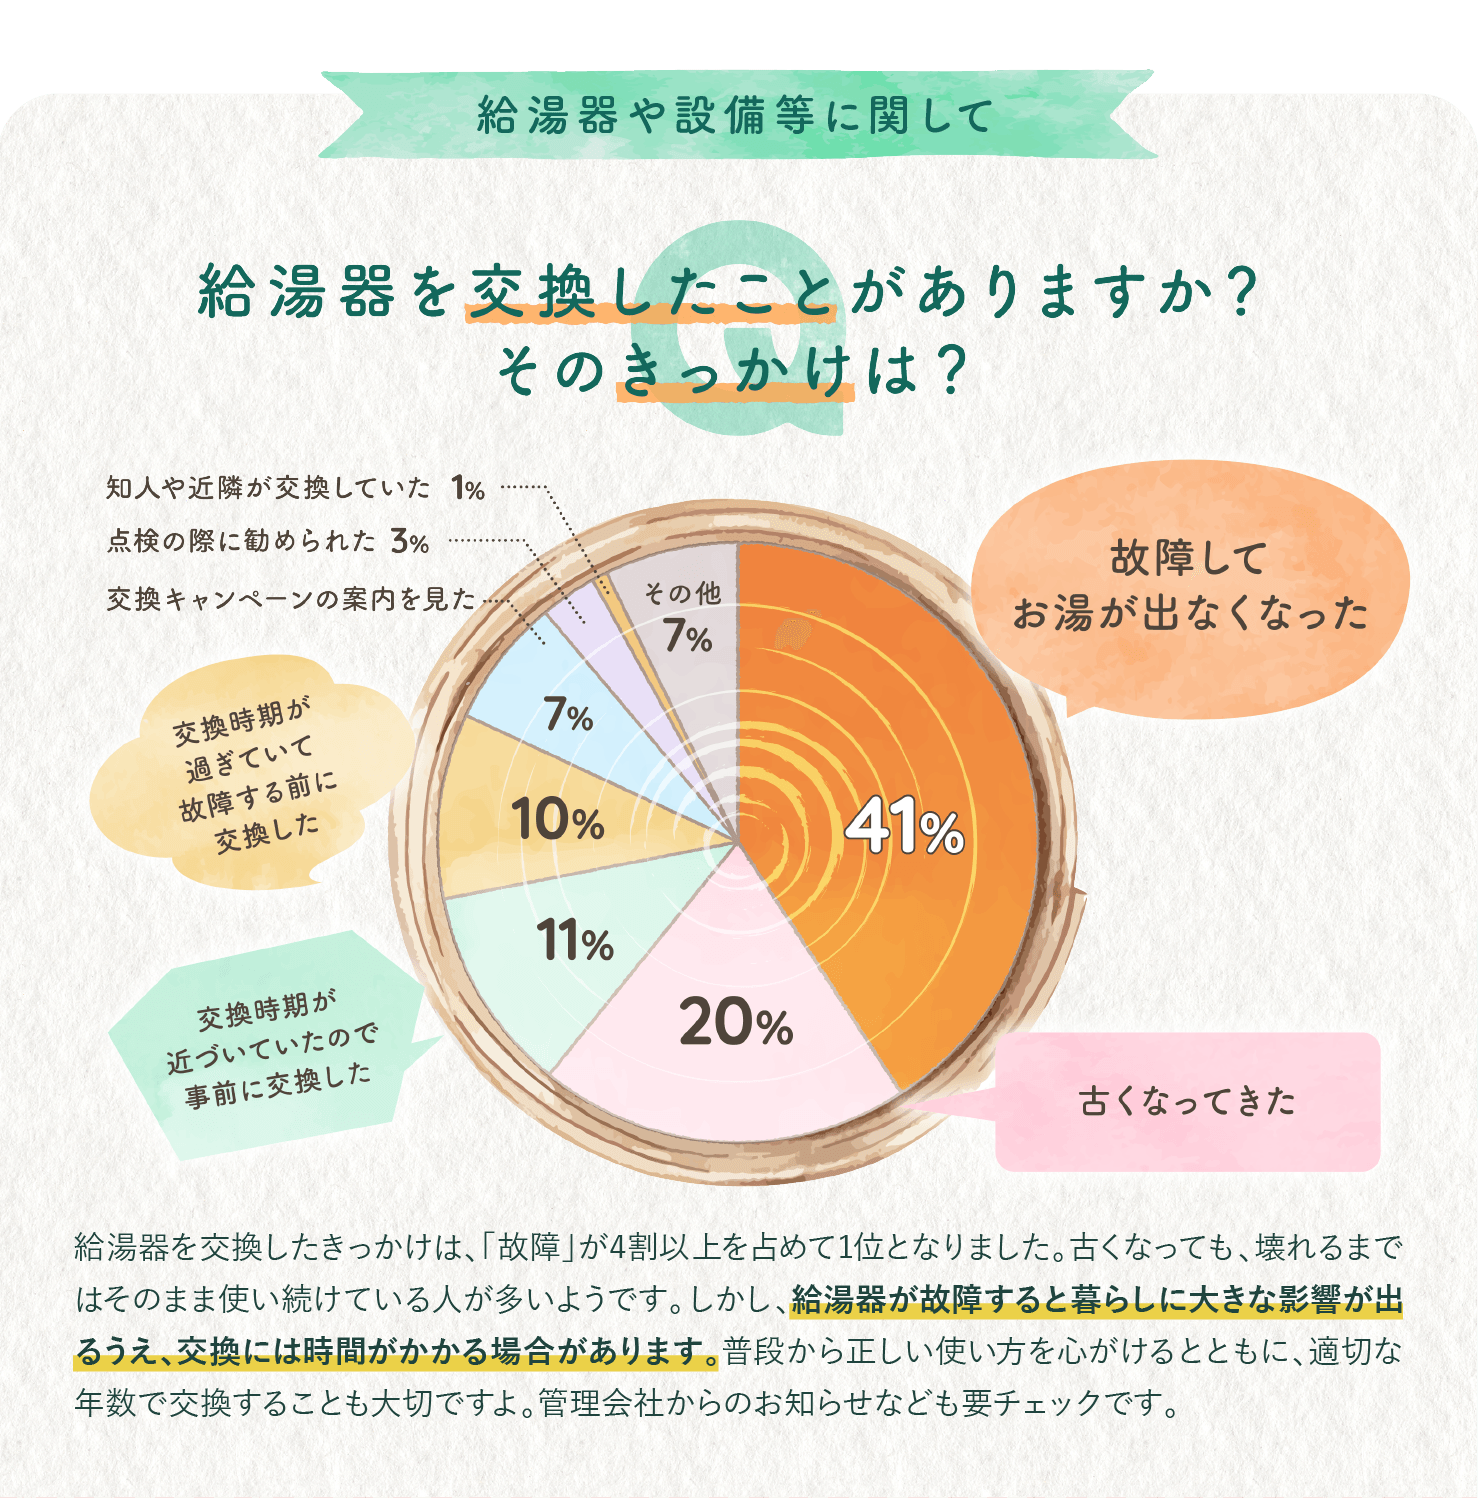 給湯器や設備等に関して
給湯器を交換したことがありますか？
そのきっかけは？
知人や近隣が交換していた 1%
点検の際に勧められた 3%
交換キャンペーンの案内を見た
7%
その他
7%
故障して
お湯が出なくなった
41%
交換時期が
過ぎていて
故障する前に
交換した
10%
交換時期が
近づいていたので
事前に交換した
11%
20%
古くなってきた
給湯器を交換したきっかけは、「故障」が4割以上を占めて1位となりました。古くなっても、壊れるまで
はそのまま使い続けている人が多いようです。しかし、給湯器が故障すると暮らしに大きな影響が出
るうえ、交換には時間がかかる場合があります。普段から正しい使い方を心がけるとともに、適切な
年数で交換することも大切ですよ。管理会社からのお知らせなども要チェックです。